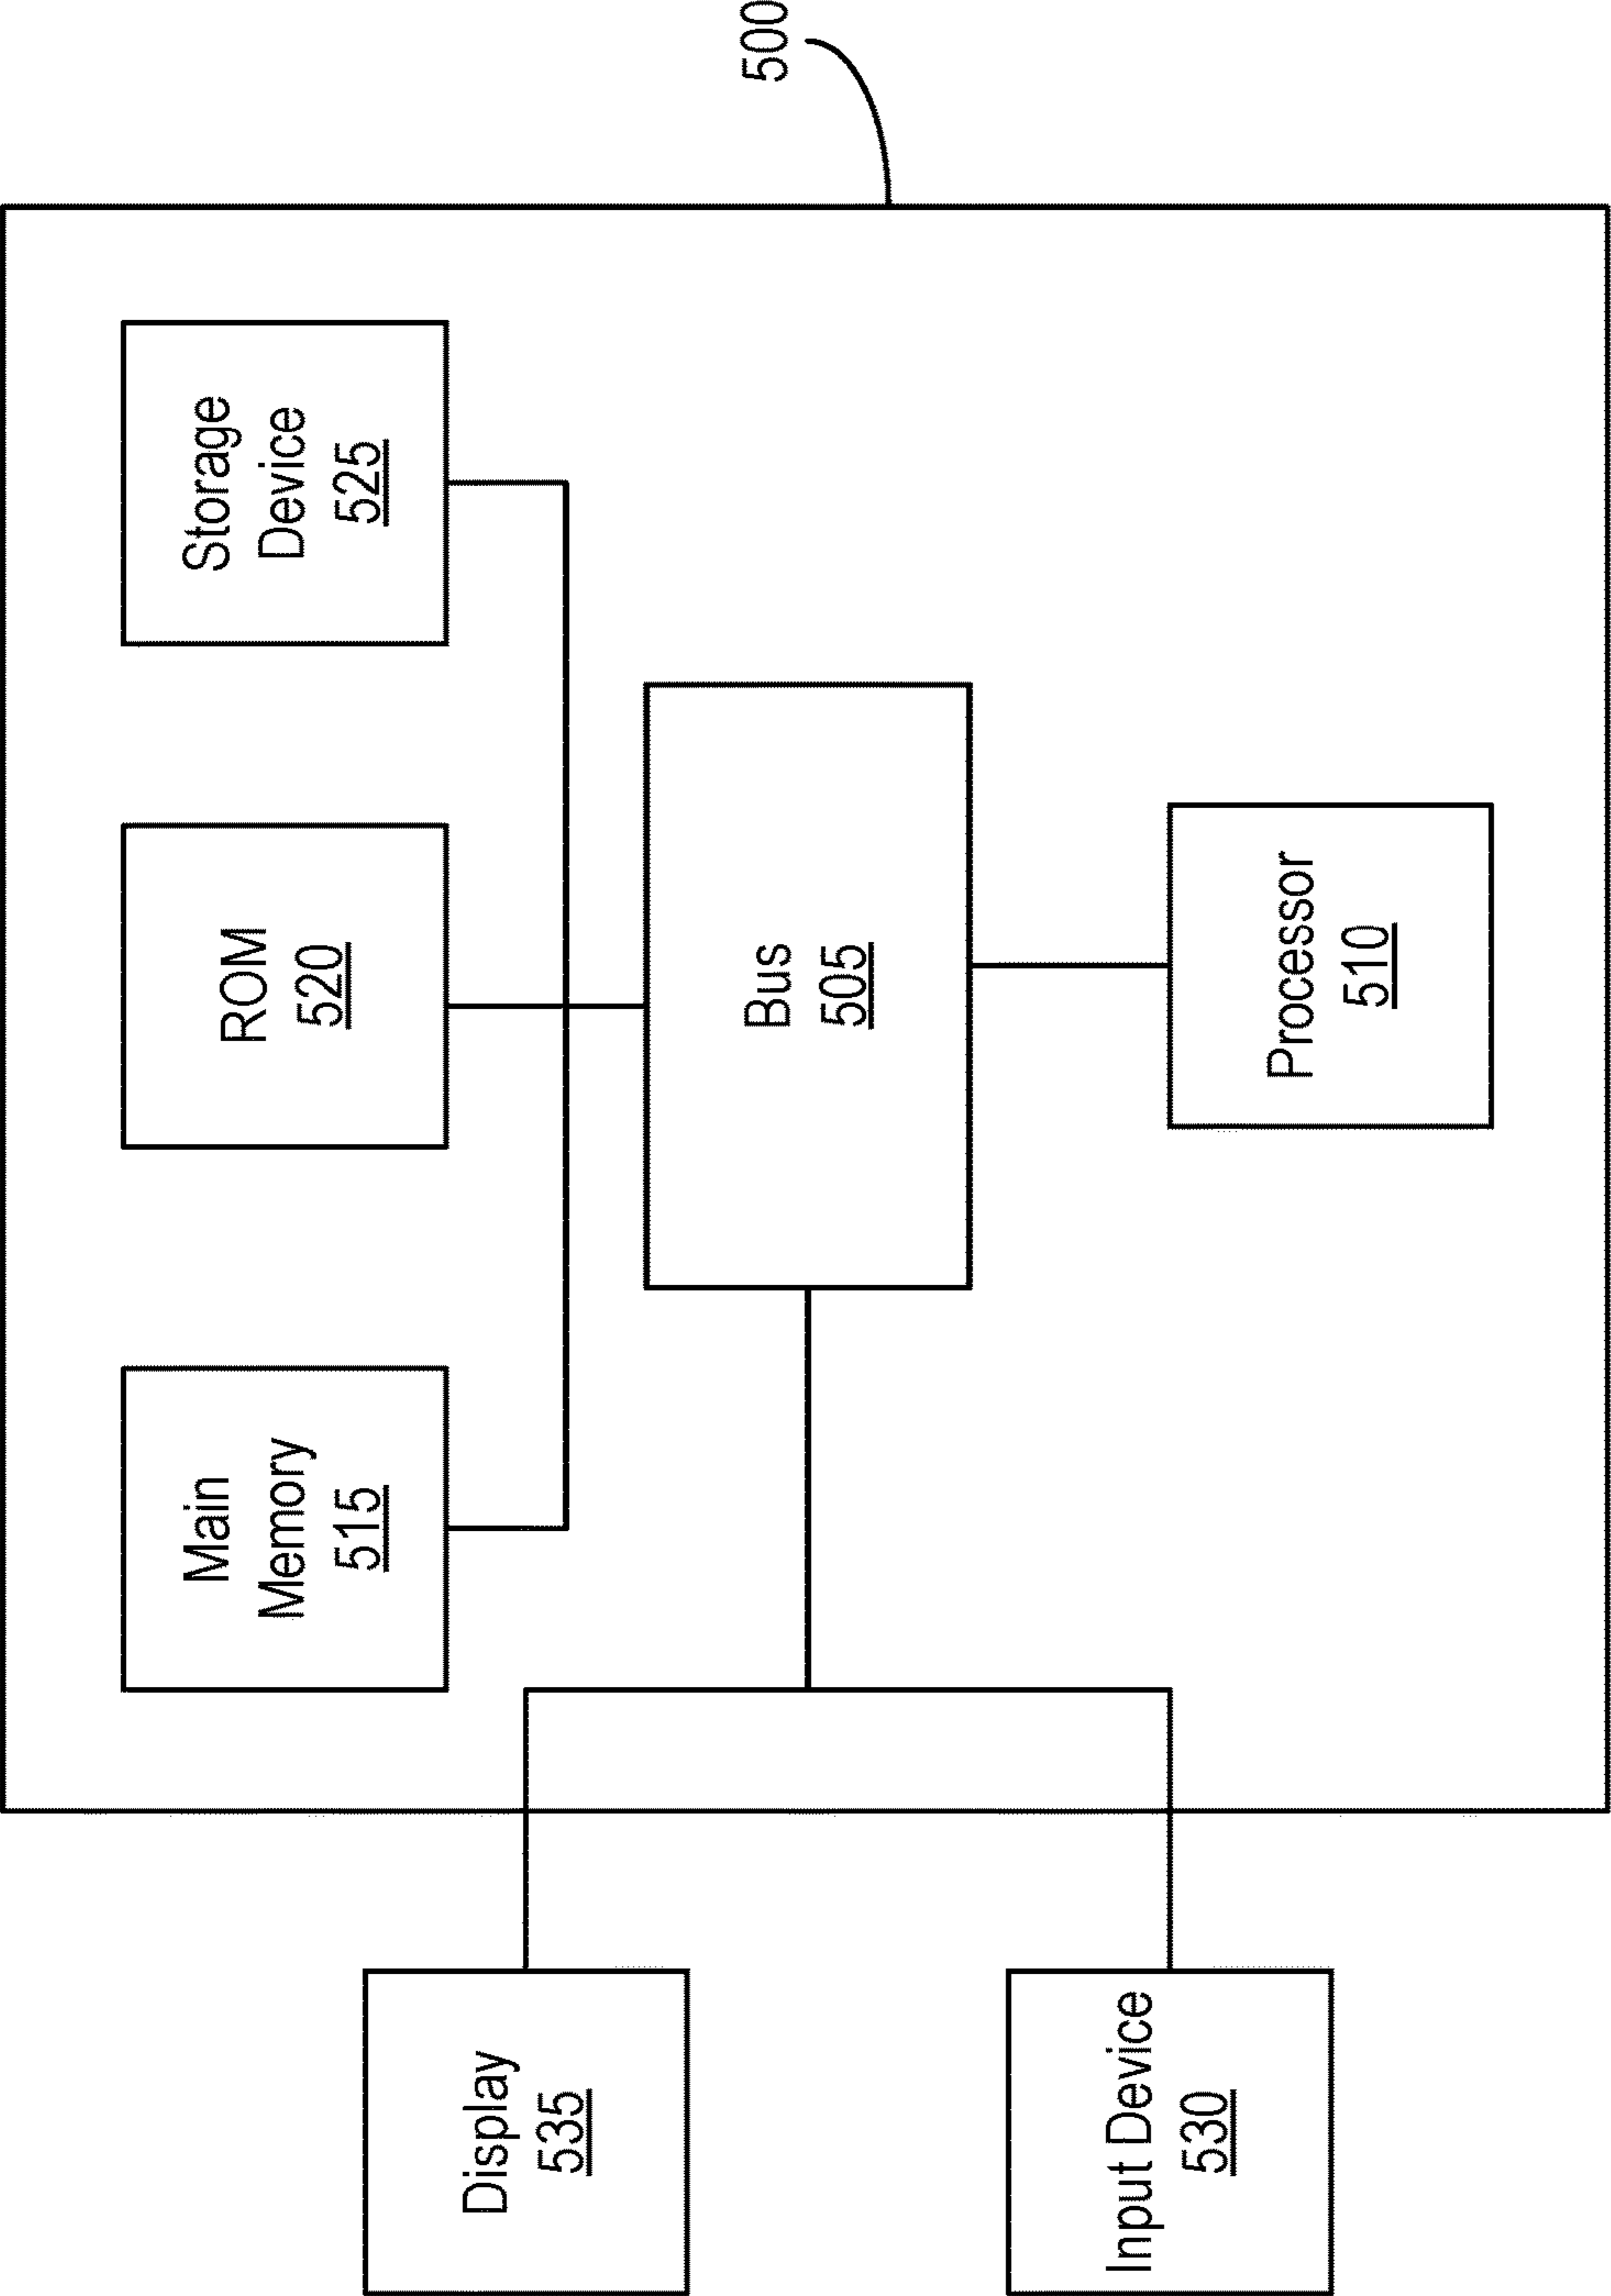 500
Main
Memory
515
ROM
520
Storage
Device
525
Display
535
Bus
505
Input Device
530
Processor
510